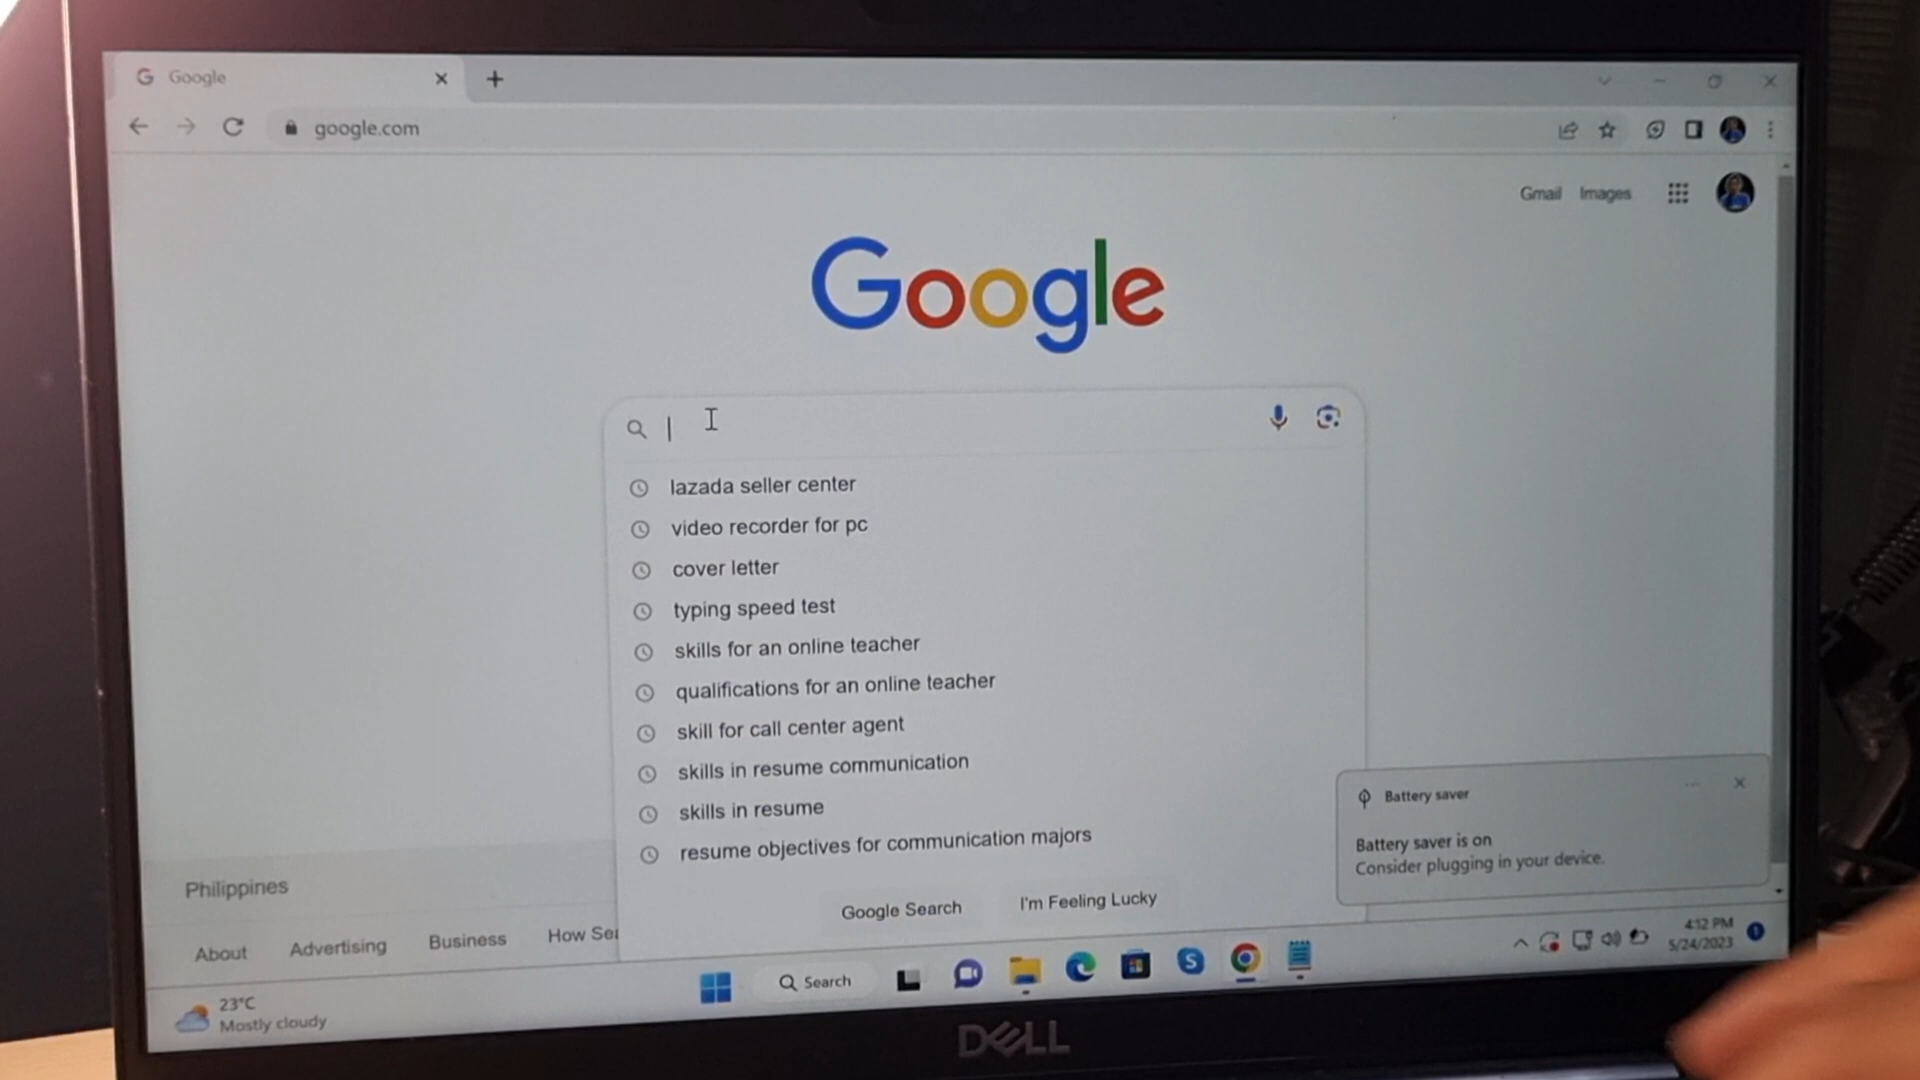 Google
google.com
Gmail Images
Google
lazada seller center
video recorder for pc
cover letter
typing speed test
skills for an online teacher
qualifications for an online teacher
skill for call center agent
skills in resume communication
skills in resume
resume objectives for communication majors
Google Search I'm Feeling Lucky
Battery saver
Battery saver is on
Consider plugging in your device.
Philippines
About Advertising Business How Sea
23°C
Mostly cloudy
Search
4:12 PM
5/24/2023
1
DELL